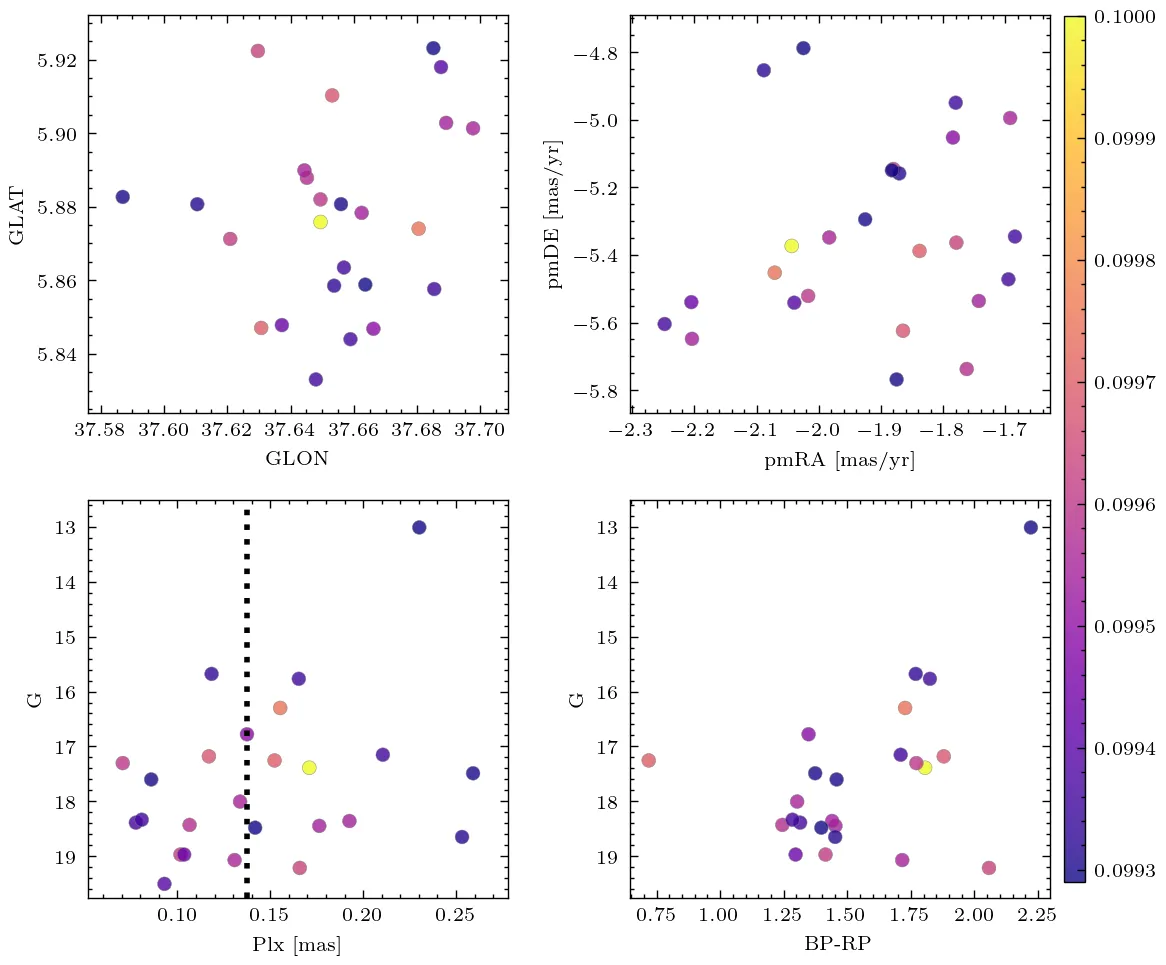 5.92
5.90
5.88
5.86
5.84
GLAT
37.58 37.60 37.62 37.64 37.66 37.68 37.70
GLON
−4.8
−5.0
−5.2
−5.4
−5.6
−5.8
pmDE [mas/yr]
−2.3 −2.2 −2.1 −2.0 −1.9 −1.8 −1.7
pmRA [mas/yr]
13
14
15
16
17
18
19
G
0.10 0.15 0.20 0.25
Plx [mas]
13
14
15
16
17
18
19
G
0.75 1.00 1.25 1.50 1.75 2.00 2.25
BP-RP
0.1000
0.0999
0.0998
0.0997
0.0996
0.0995
0.0994
0.0993